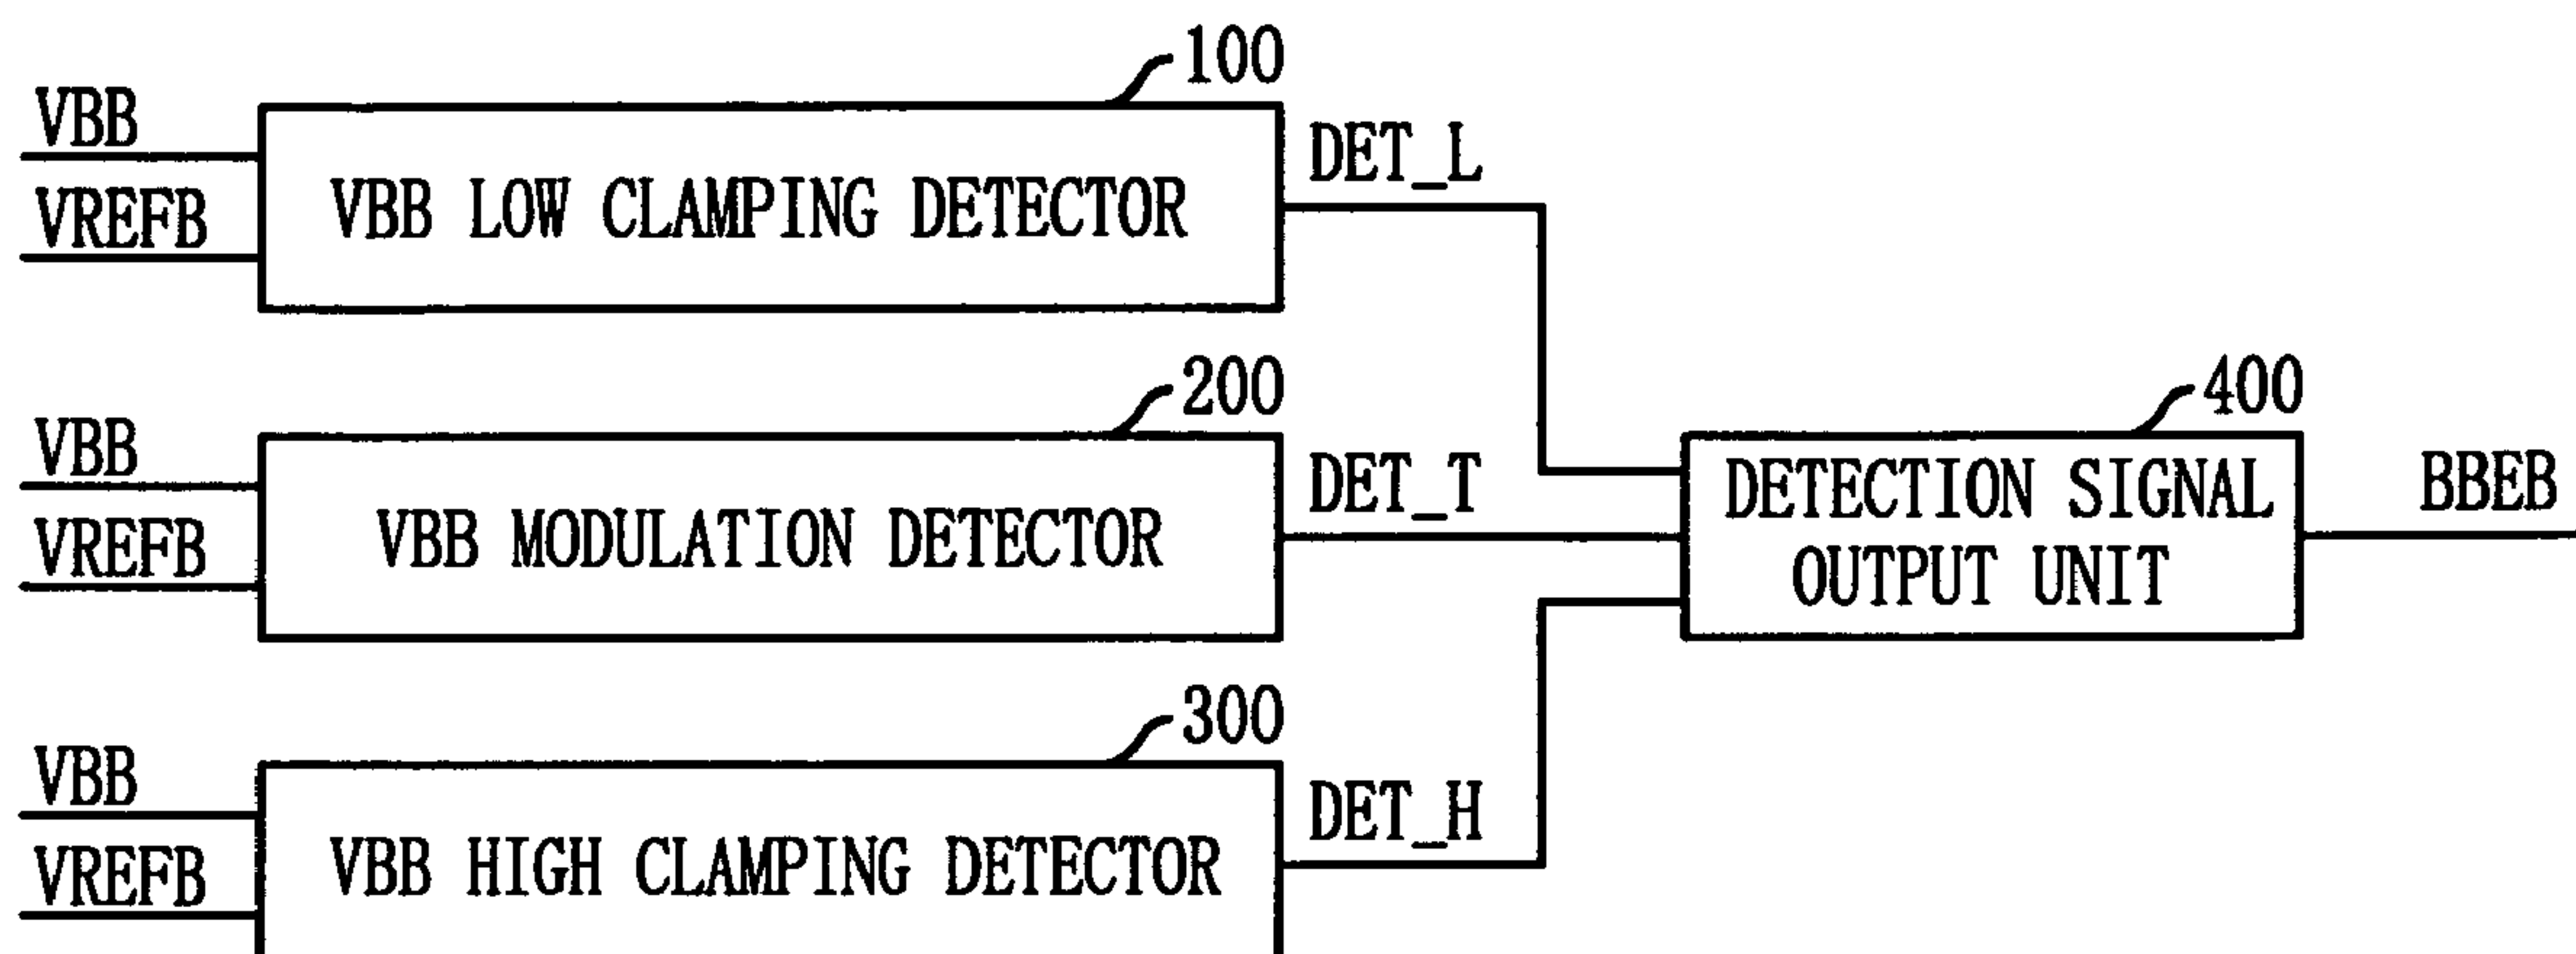 100
VBB
VREFB
VBB LOW CLAMPING DETECTOR
DET_L
200
VBB
VREFB
VBB MODULATION DETECTOR
DET_T
400
DETECTION SIGNAL
OUTPUT UNIT
BBEB
300
VBB
VREFB
VBB HIGH CLAMPING DETECTOR
DET_H